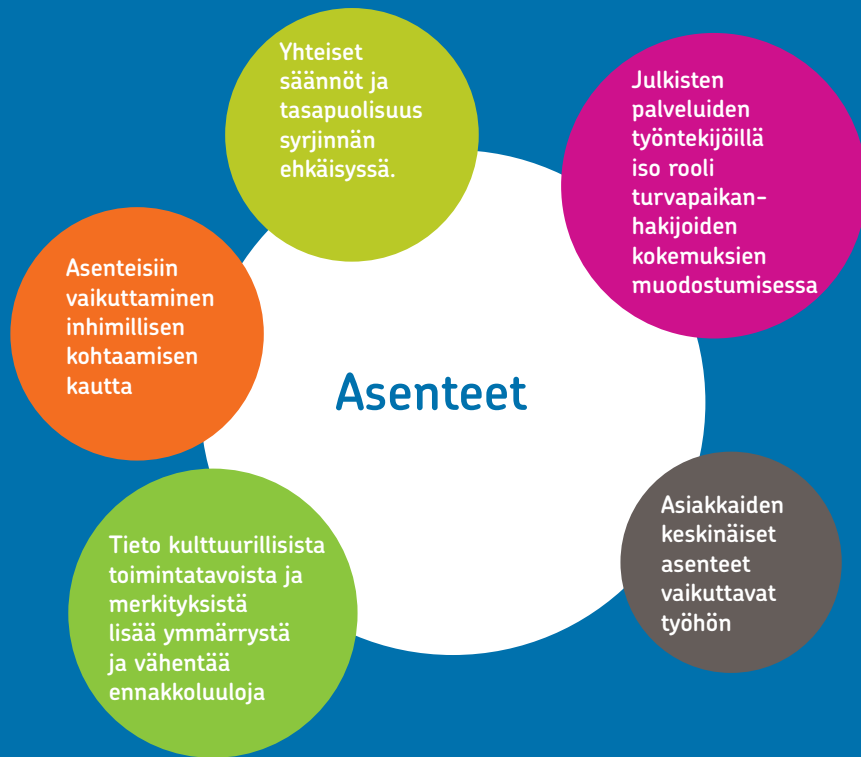 Yhteiset
säännöt ja
tasapuolisuus
syrjinnän
ehkäisyssä.
Julkisten
palveluiden
työntekijöillä
iso rooli
turvapaikan-
hakijoiden
kokemuksien
muodostumisessa
Asenteisiin
vaikuttaminen
inhimillisen
kohtaamisen
kautta
Asenteet
Asiakkaiden
keskinäiset
asenteet
vaikuttavat
työhön
Tieto kulttuurillisista
toimintatavoista ja
merkityksistä
lisää ymmärrystä
ja vähentää
ennakkoluuloja